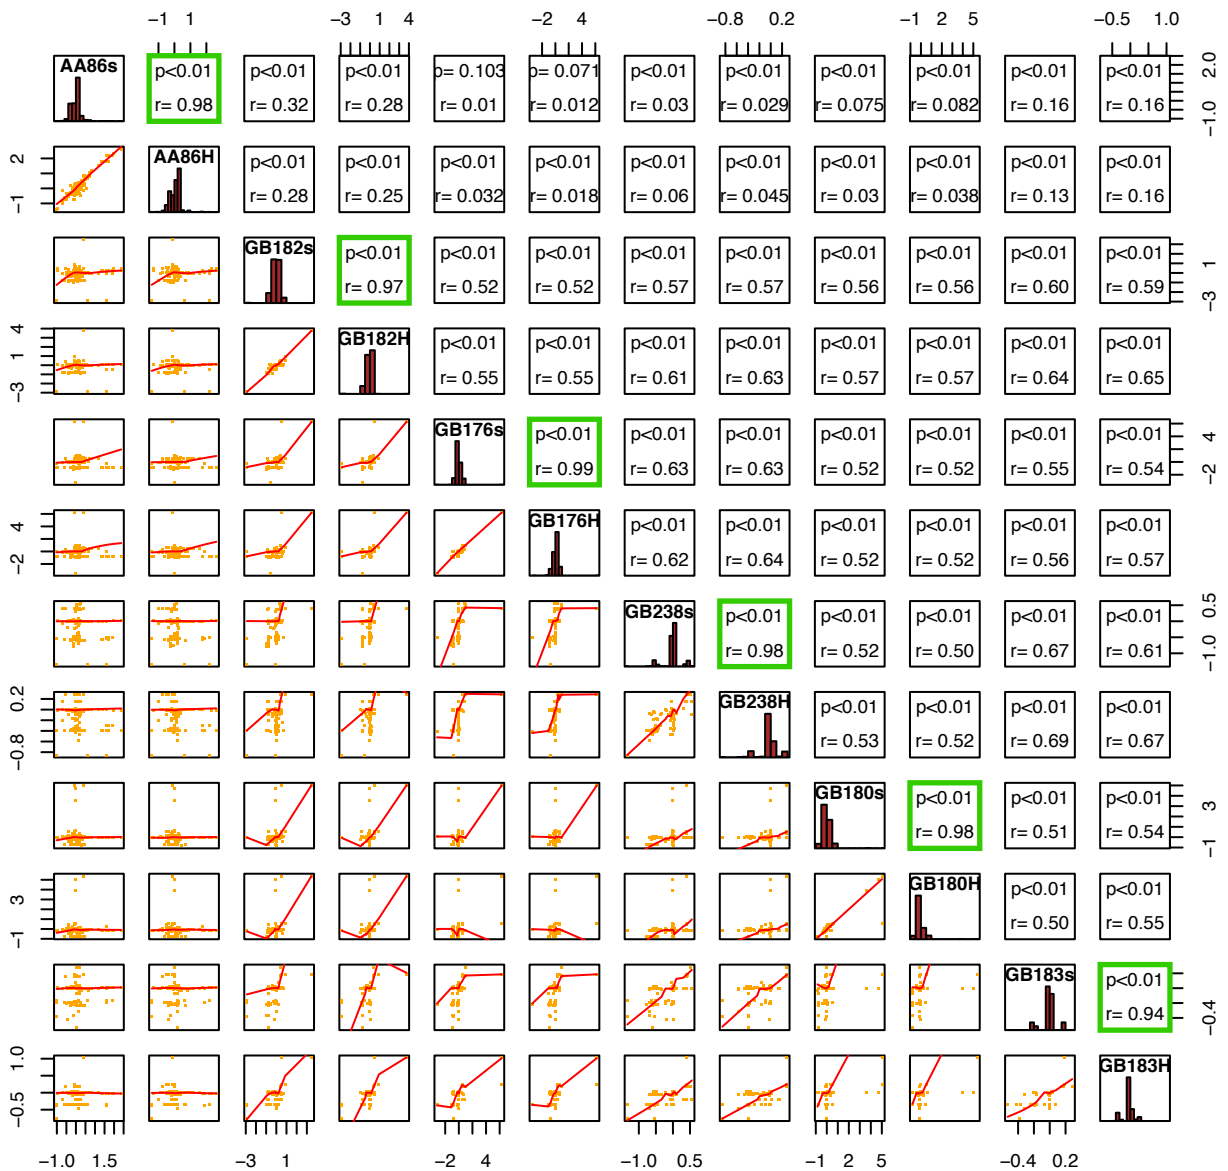 −1 1
−3 1 4
−2 4
−0.8 0.2
−1 2 5
−0.5 1.0
AA86s p<0.01 p<0.01 p<0.01 p= 0.103 p= 0.071 p<0.01 p<0.01 p<0.01 p<0.01 p<0.01 p<0.01
r= 0.98 r= 0.32 r= 0.28 r= 0.01 r= 0.012 r= 0.03 r= 0.029 r= 0.075 r= 0.082 r= 0.16 r= 0.16
−1.0 2.0
2 −1
AA86H p<0.01 p<0.01 p<0.01 p<0.01 p<0.01 p<0.01 p<0.01 p<0.01 p<0.01 p<0.01
r= 0.28 r= 0.25 r= 0.032 r= 0.018 r= 0.06 r= 0.045 r= 0.03 r= 0.038 r= 0.13 r= 0.16
GB182s p<0.01 p<0.01 p<0.01 p<0.01 p<0.01 p<0.01 p<0.01 p<0.01 p<0.01
r= 0.97 r= 0.52 r= 0.52 r= 0.57 r= 0.57 r= 0.56 r= 0.56 r= 0.60 r= 0.59
−3 1
4 1 −3
GB182H p<0.01 p<0.01 p<0.01 p<0.01 p<0.01 p<0.01 p<0.01 p<0.01
r= 0.55 r= 0.55 r= 0.61 r= 0.63 r= 0.57 r= 0.57 r= 0.64 r= 0.65
GB176s p<0.01 p<0.01 p<0.01 p<0.01 p<0.01 p<0.01 p<0.01
r= 0.99 r= 0.63 r= 0.63 r= 0.52 r= 0.52 r= 0.55 r= 0.54
−2 4
4 −2
GB176H p<0.01 p<0.01 p<0.01 p<0.01 p<0.01 p<0.01
r= 0.62 r= 0.64 r= 0.52 r= 0.52 r= 0.56 r= 0.57
GB238s p<0.01 p<0.01 p<0.01 p<0.01 p<0.01
r= 0.98 r= 0.52 r= 0.50 r= 0.67 r= 0.61
−1.0 0.5
−0.8 0.2
GB238H p<0.01 p<0.01 p<0.01 p<0.01
r= 0.53 r= 0.52 r= 0.69 r= 0.67
GB180s p<0.01 p<0.01 p<0.01
r= 0.98 r= 0.51 r= 0.54
−1 3
3 −1
GB180H p<0.01 p<0.01
r= 0.50 r= 0.55
GB183s p<0.01
r= 0.94
−0.4
1.0 −0.5
GB183H
−1.0 1.5
−3 1
−2 4
−1.0 0.5
−1 2 5
−0.4 0.2